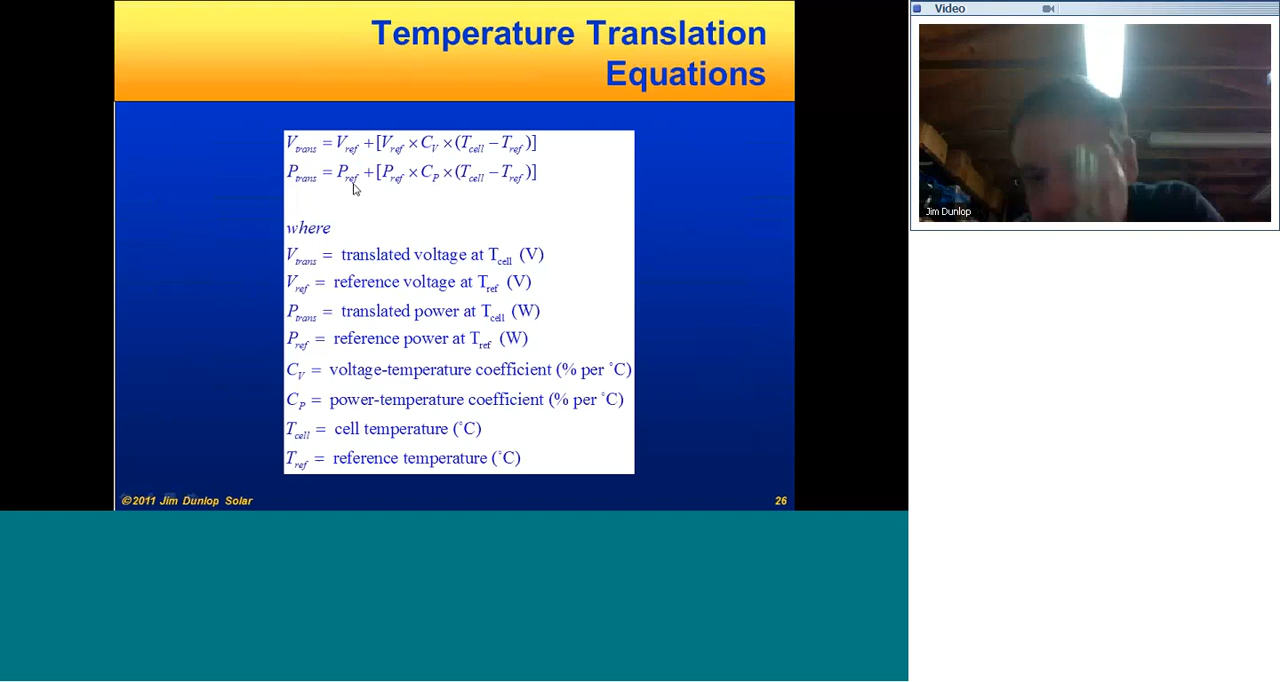 Temperature Translation
Equations
V_trans = V_ref + [V_ref × C_V × (T_cell − T_ref)]
P_trans = P_ref + [P_ref × C_P × (T_cell − T_ref)]
where
V_trans = translated voltage at T_cell (V)
V_ref = reference voltage at T_ref (V)
P_trans = translated power at T_cell (W)
P_ref = reference power at T_ref (W)
C_V = voltage-temperature coefficient (% per °C)
C_P = power-temperature coefficient (% per °C)
T_cell = cell temperature (°C)
T_ref = reference temperature (°C)
©2011 Jim Dunlop Solar
26
Video
Jim Dunlop